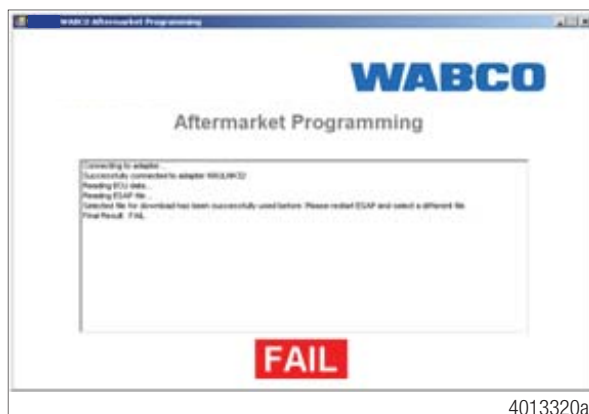 WABCO Aftermarket Programming
WABCO
Aftermarket Programming
Connecting to adapter...
Successfully connected to adapter
Reading ECU data...
Reading ESAP file...
Selected file for download has been successfully used before. Please restart ESAP and select a different file
Final Result: FAIL
FAIL
4013320a